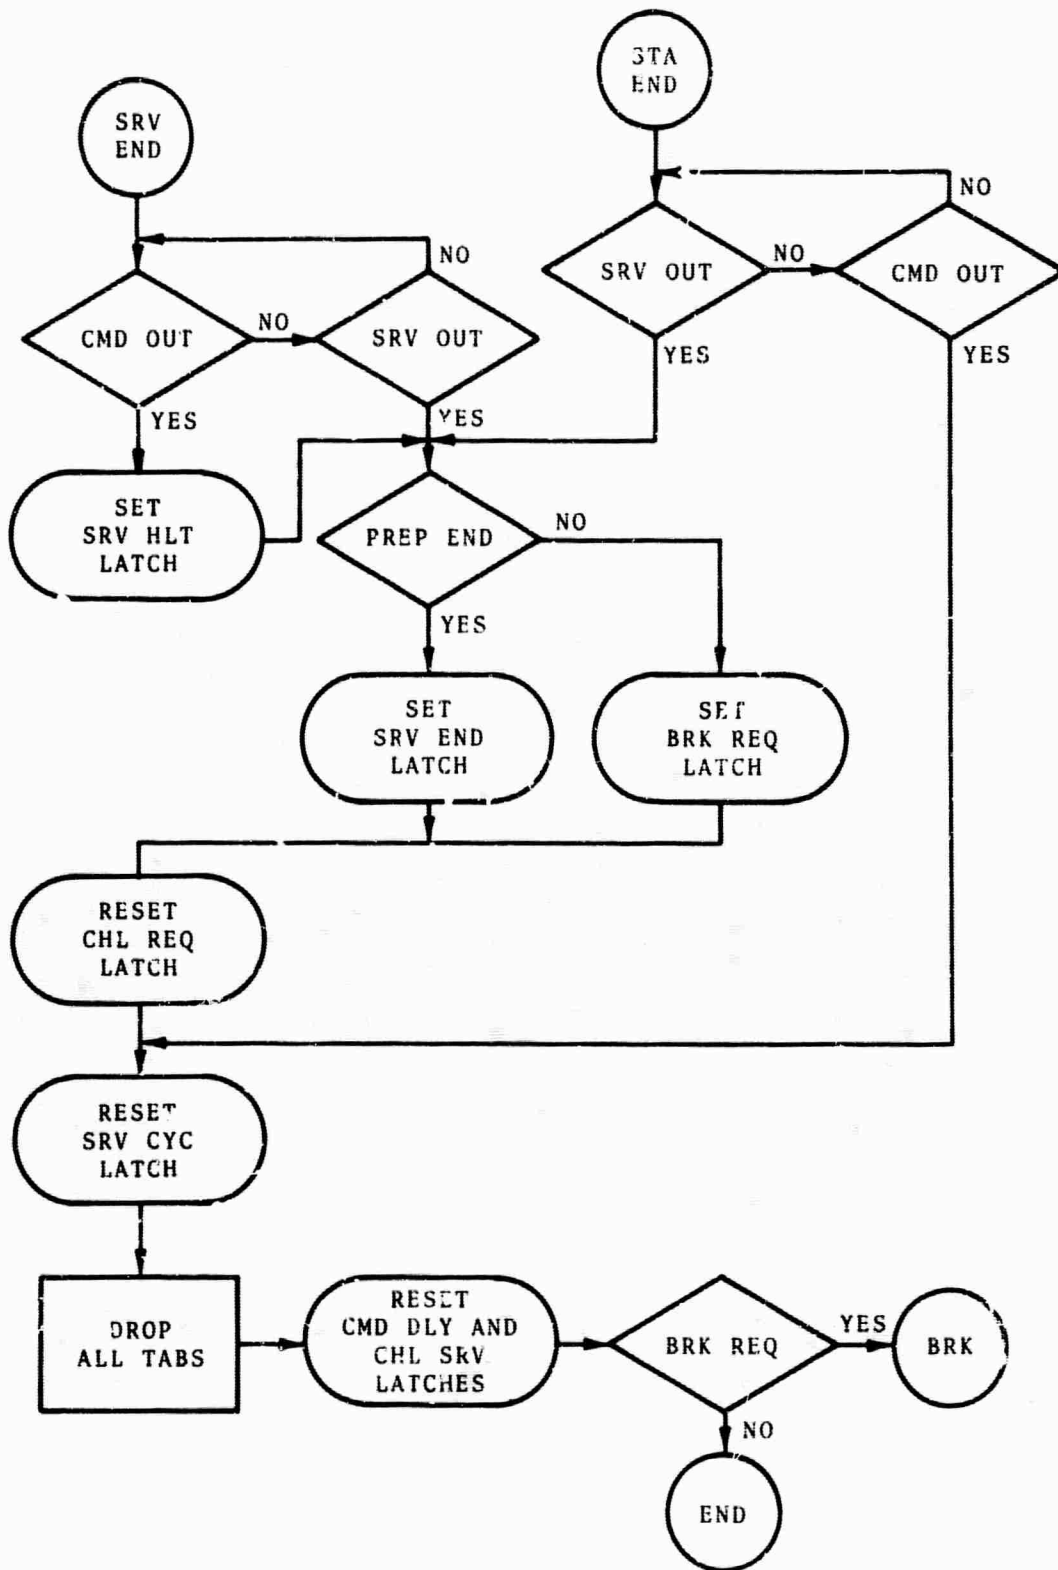 STA
END
SRV
END
NO
NO
SRV OUT
NO
CMD OUT
CMD OUT
NO
SRV OUT
YES
YES
YES
YES
SET
SRV HLT
LATCH
PREP END
NO
YES
SET
SRV END
LATCH
SET
BRK REQ
LATCH
RESET
CHL REQ
LATCH
RESET
SRV CYC
LATCH
DROP
ALL TABS
RESET
CMD DLY AND
CHL SRV
LATCHES
BRK REQ
YES
BRK
NO
END